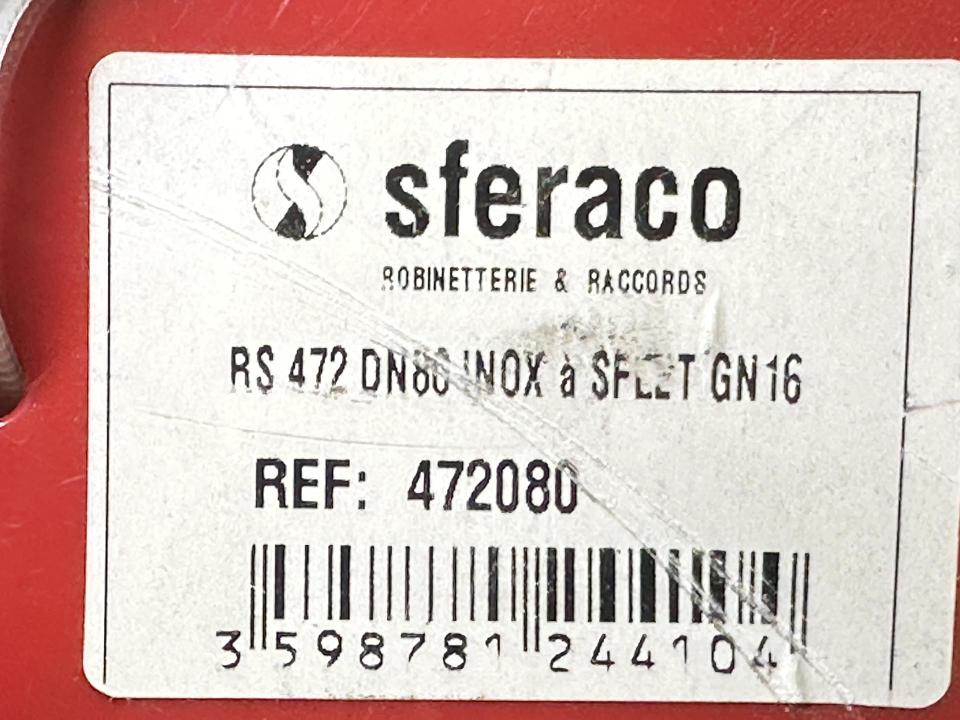 sferaco
ROBINETTERIE & RACCORDS
RS 472 DN80 INOX à GN16
REF: 472080
3 598781 244104